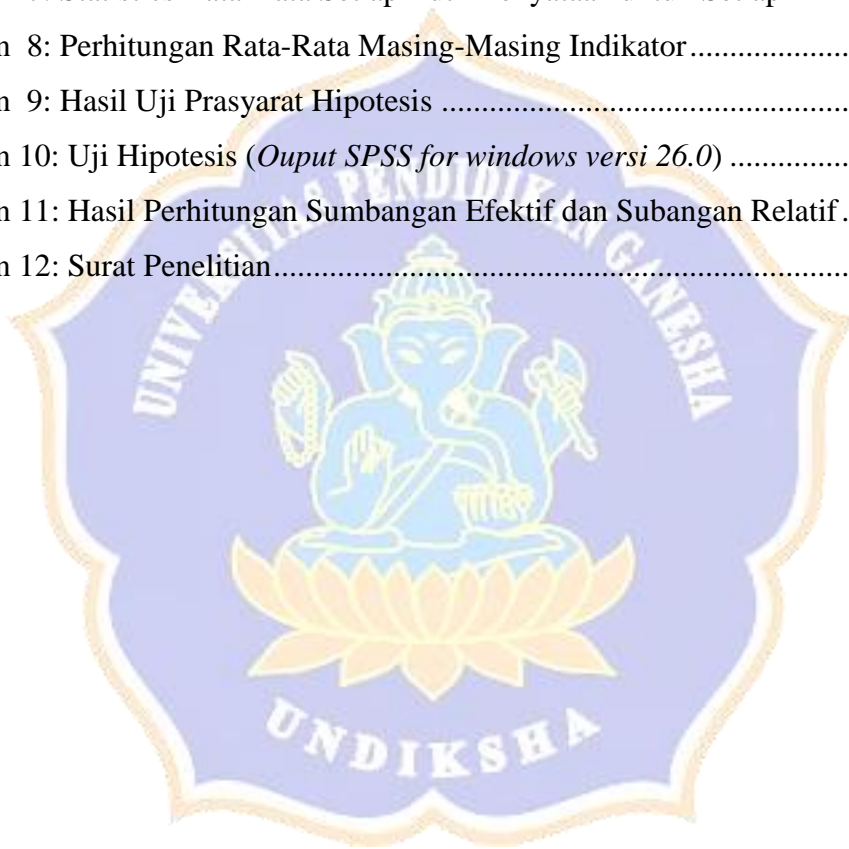 n 8: Perhitungan Rata-Rata Masing-Masing Indikator....................
n 9: Hasil Uji Prasyarat Hipotesis ....................................................
n 10: Uji Hipotesis (Ouput SPSS for windows versi 26.0) ...............
n 11: Hasil Perhitungan Sumbangan Efektif dan Subangan Relatif.
n 12: Surat Penelitian.........................................................................
UNIVERSITAS PENDIDIKAN GANESHA
UNDIKSHA